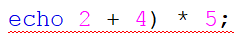 echo 2 + 4) * 5;